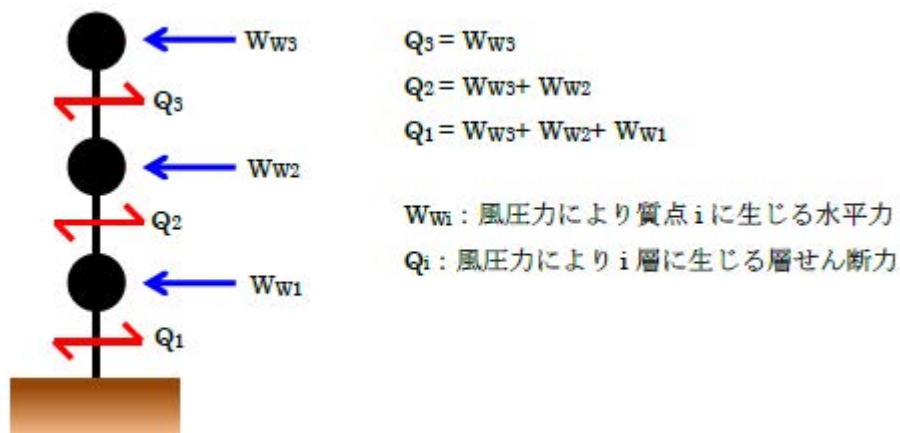 WW3
Q3
WW2
Q2
WW1
Q1
Q3 = WW3
Q2 = WW3+ WW2
Q1 = WW3+ WW2+ WW1
WWi：風圧力により質点 i に生じる水平力
Qi：風圧力により i 層に生じる層せん断力